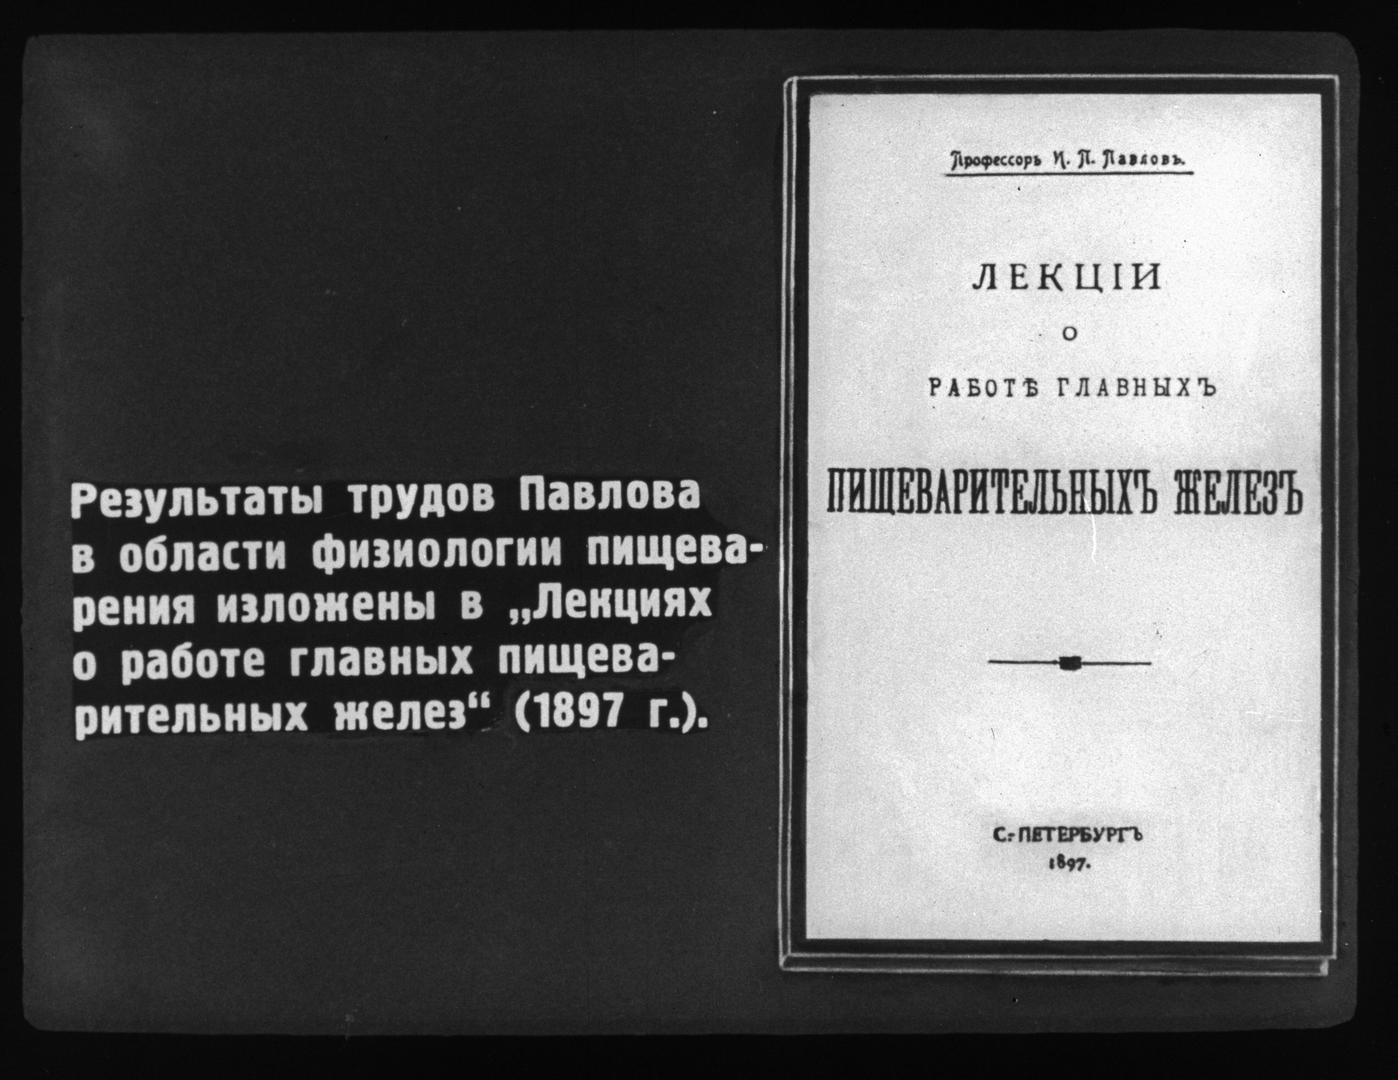 Результаты трудов Павлова
в области физиологии пищева-
рения изложены в „Лекциях
о работе главных пищева-
рительных желез“ (1897 г.).
Профессоръ И. П. Павловъ.
ЛЕКЦІИ
О
РАБОТѢ ГЛАВНЫХЪ
ПИЩЕВАРИТЕЛЬНЫХЪ ЖЕЛЕЗЪ
С.-ПЕТЕРБУРГЪ
1897.